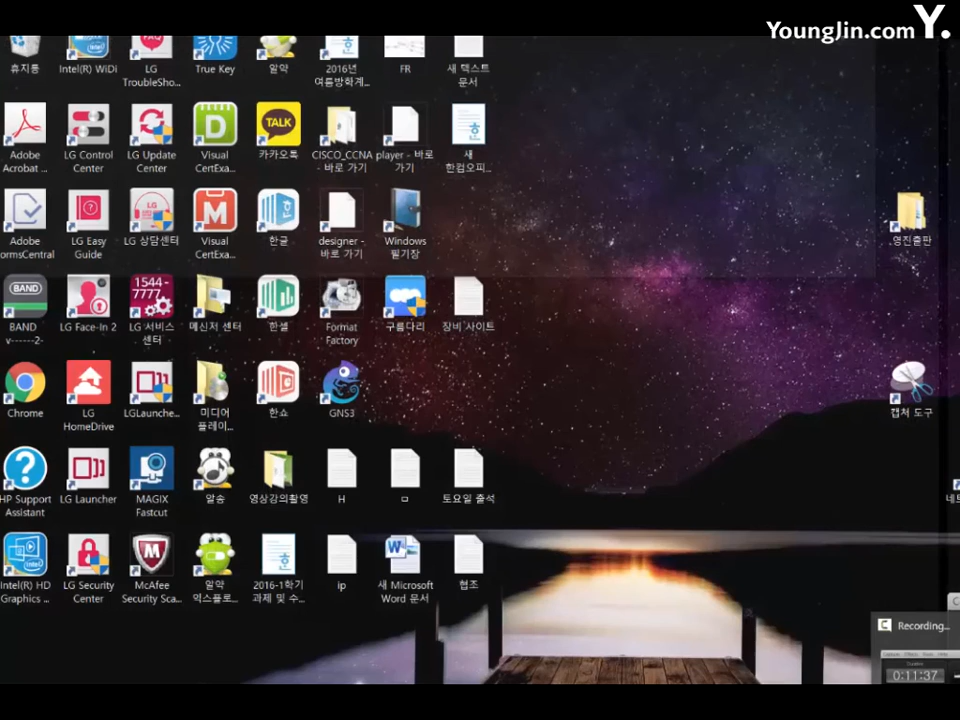 YoungJin.com Y.
휴지통
Intel(R) WiDi
LG
TroubleSho...
True Key
알약
2016년
여름방화계...
FR
새 텍스트
문서
Adobe
Acrobat ...
LG Control
Center
LG Update
Center
Visual
CertExa...
TALK
카카오톡
CISCO_CCNA
- 바로 가기
player - 바로
가기
새
한컴오피...
Adobe
ormsCentral
LG Easy
Guide
LG 상담센터
Visual
CertExa...
한글
designer -
바로 가기
Windows
필기장
영진출판
BAND
BAND
v------2-
LG Face-In 2
1544-
7777
LG 서비스
센터
메신저 센터
한셀
Format
Factory
구름다리
장비 사이트
Chrome
LG
HomeDrive
LGLaunche...
미디어
플레이...
한쇼
GNS3
캡처 도구
HP Support
Assistant
LG Launcher
MAGIX
Fastcut
알송
영상강의촬영
H
ㅁ
토요일 출석
네트
Intel(R) HD
Graphics ...
LG Security
Center
McAfee
Security Sca...
알약
익스플로...
2016-1학기
과제 및 수...
ip
새 Microsoft
Word 문서
협조
Recording...
0:11:37